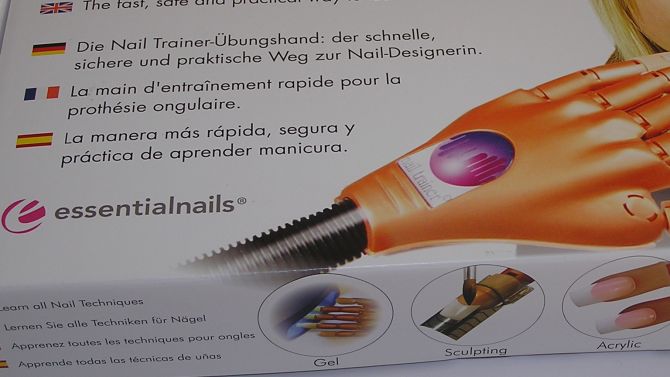 The fast, safe and practical way to
Die Nail Trainer-Übungshand: der schnelle,
sichere und praktische Weg zur Nail-Designerin.
La main d'entraînement rapide pour la
prothésie ongulaire.
La manera más rápida, segura y
práctica de aprender manicura.
nail trainer
essentialnails®
Learn all Nail Techniques
Lernen Sie alle Techniken für Nägel
Apprenez toutes les techniques pour ongles
Aprende todas las técnicas de uñas
Gel
Sculpting
Acrylic